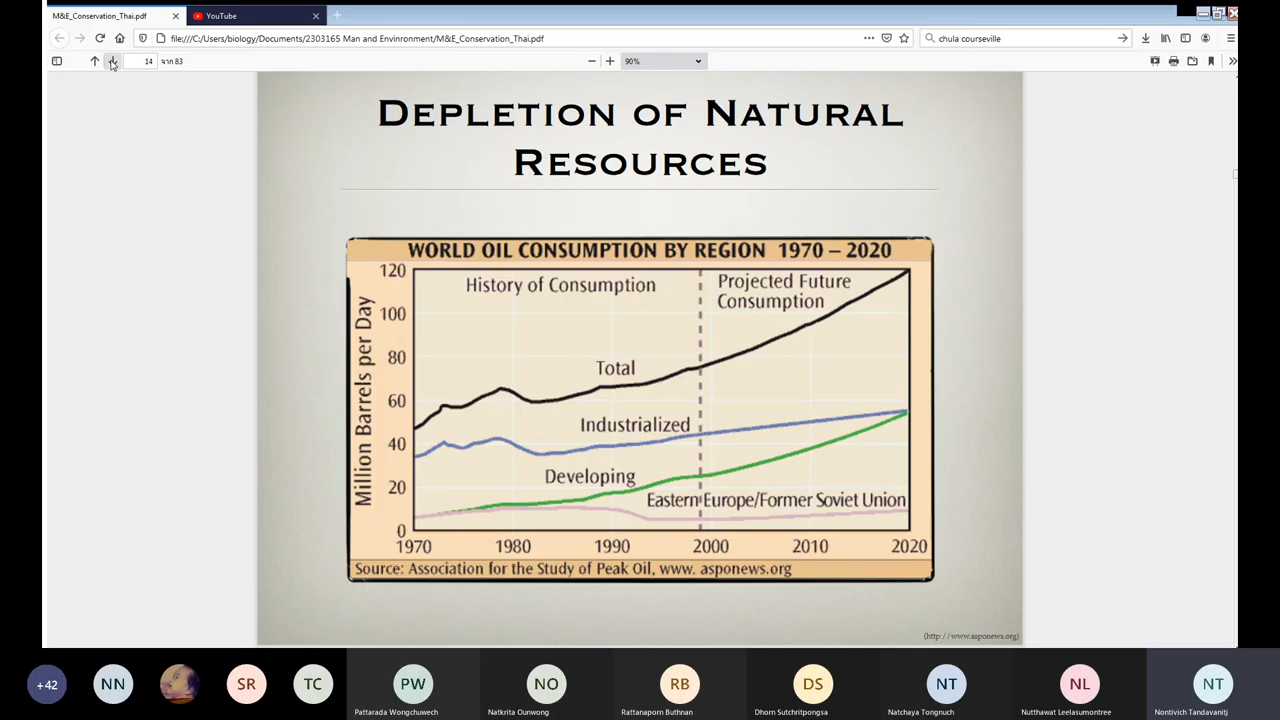 M&E_Conservation_Thai.pdf
YouTube
file:///C:/Users/biology/Documents/2303165 Man and Envinronment/M&E_Conservation_Thai.pdf
chula courseville
14 จาก 83
90%
DEPLETION OF NATURAL
RESOURCES
WORLD OIL CONSUMPTION BY REGION 1970 – 2020
Million Barrels per Day
120
100
80
60
40
20
0
History of Consumption
Projected Future
Consumption
Total
Industrialized
Developing
Eastern Europe/Former Soviet Union
1970 1980 1990 2000 2010 2020
Source: Association for the Study of Peak Oil, www. asponews.org
(http://www.asponews.org)
+42 NN SR TC PW NO RB DS NT NL NT
Pattarada Wongchuwech
Natkrita Ounwong
Rattanaporn Buthnan
Dhorn Sutchritpongsa
Natchaya Tongnuch
Nutthawat Leelasumontree
Nontivich Tandavanitj